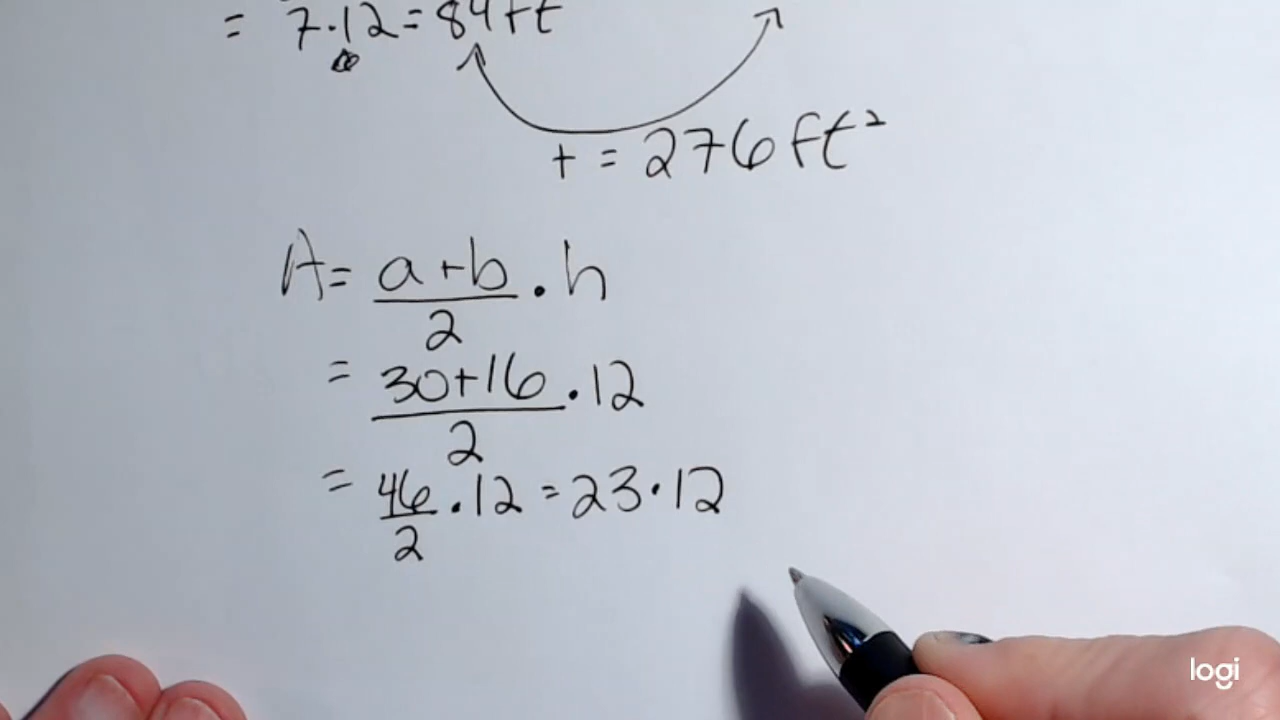 = 7·12 = 84 ft
+ = 276 ft²
A = a+b/2 · h
= 30+16/2 · 12
= 46/2 · 12 = 23 · 12
logi